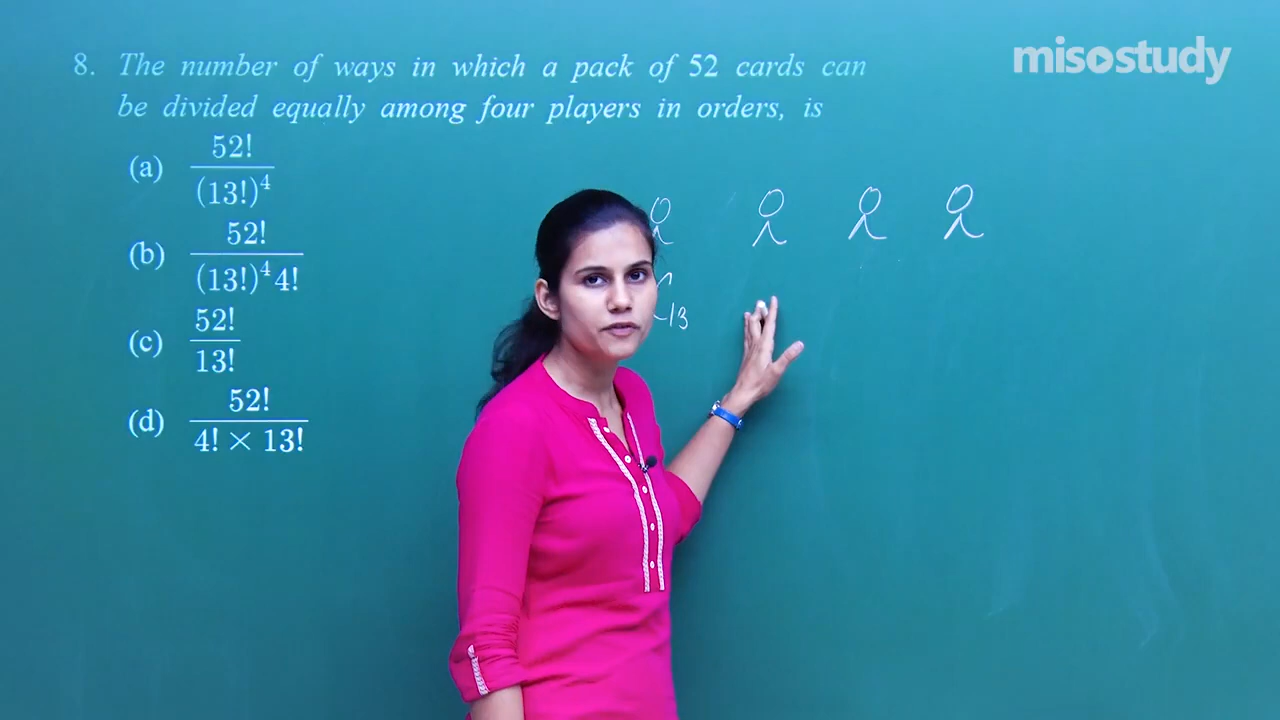 misostudy
8. The number of ways in which a pack of 52 cards can
be divided equally among four players in orders, is
(a) 52! / (13!)^4
(b) 52! / (13!)^4 4!
(c) 52! / 13!
(d) 52! / 4! × 13!
13